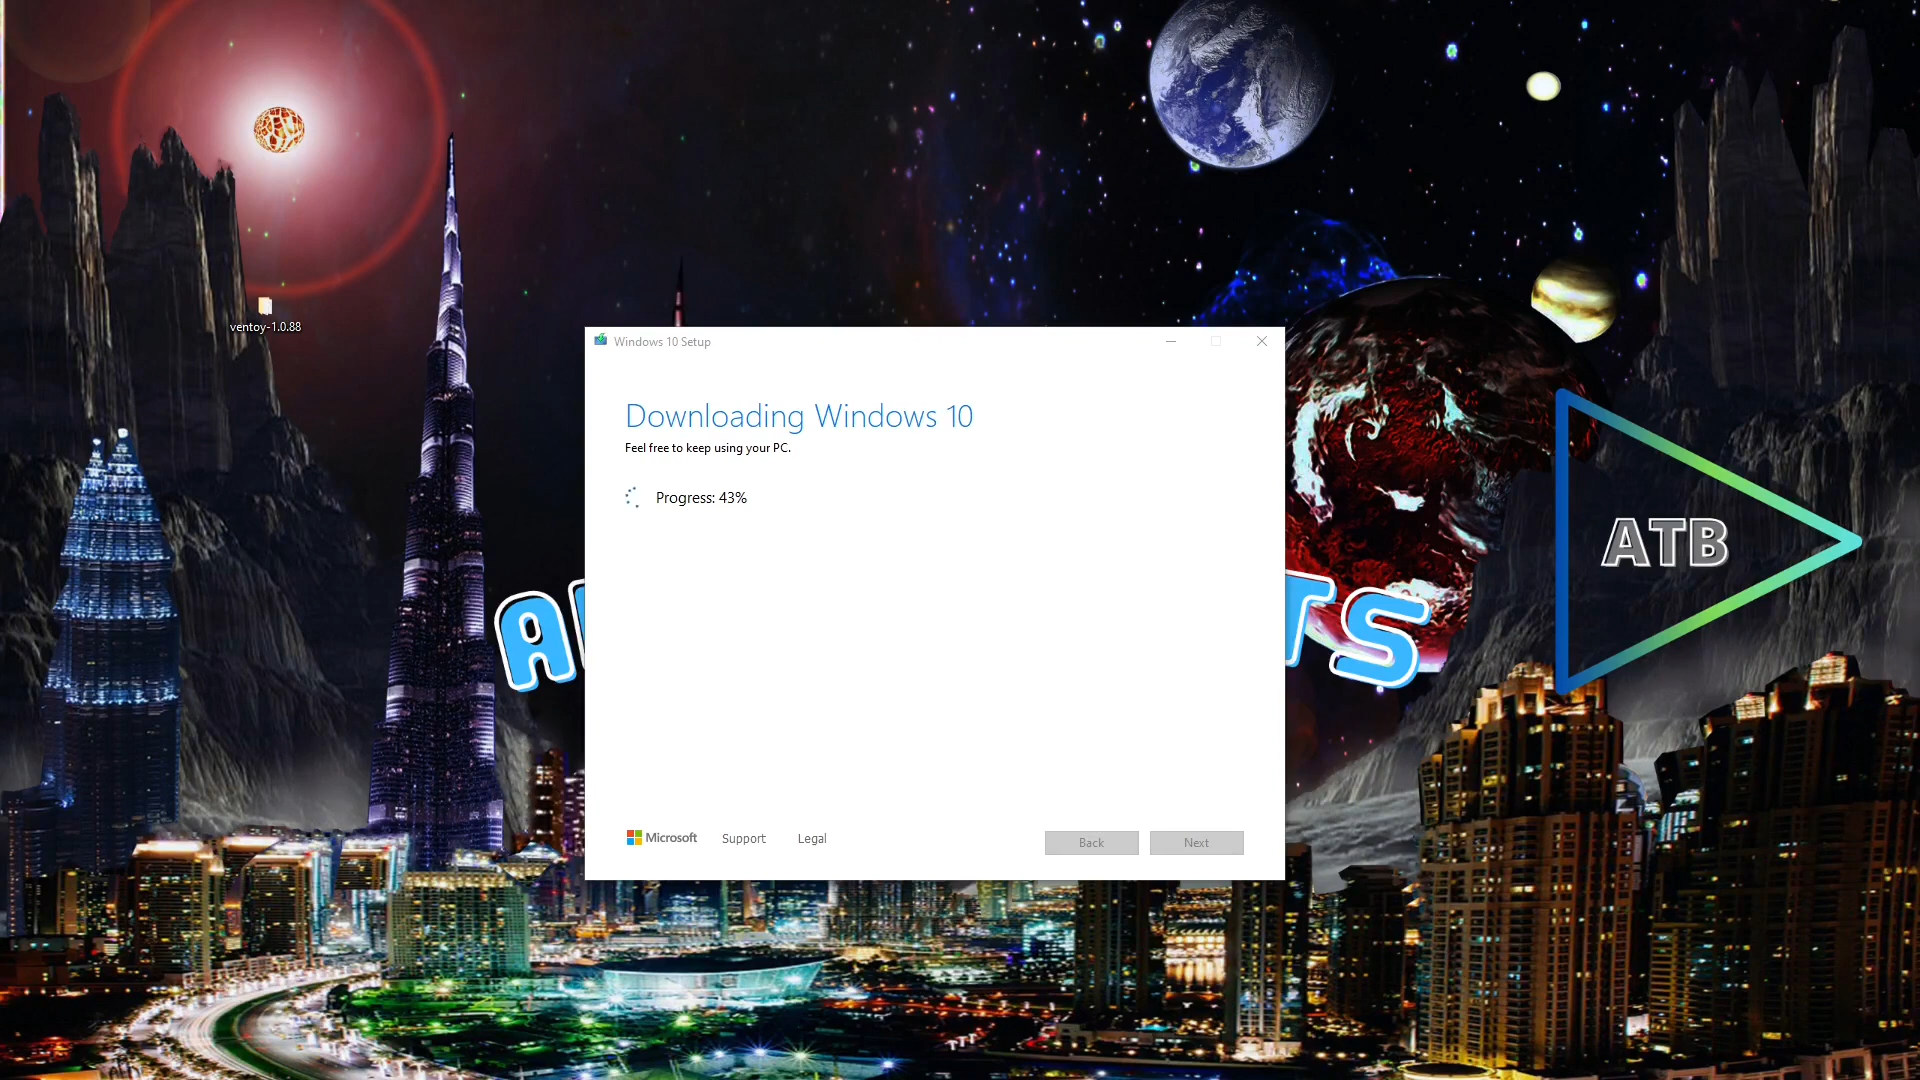 ventoy-1.0.88
Windows 10 Setup
Downloading Windows 10
Feel free to keep using your PC.
Progress: 43%
ATB
TS
Microsoft
Support
Legal
Back
Next